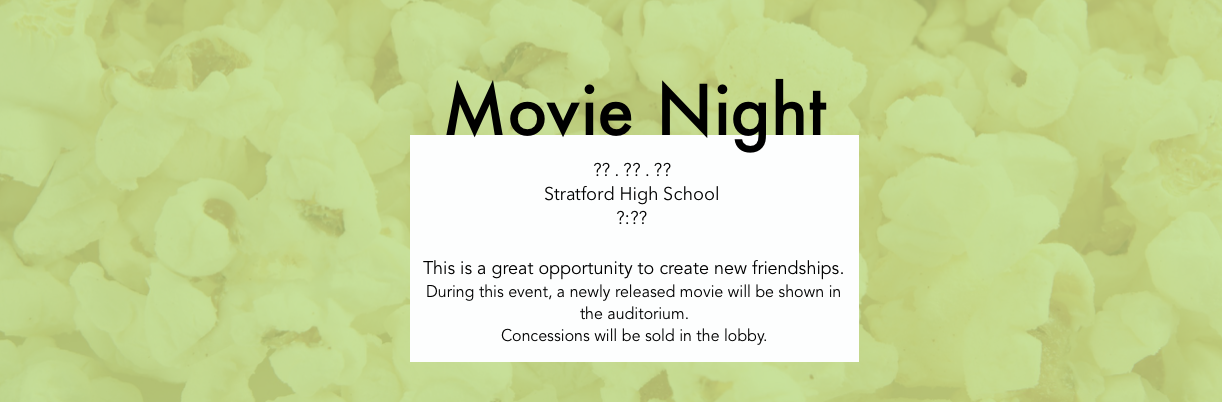 Movie Night
?? . ?? . ??
Stratford High School
?:??
This is a great opportunity to create new friendships.
During this event, a newly released movie will be shown in
the auditorium.
Concessions will be sold in the lobby.